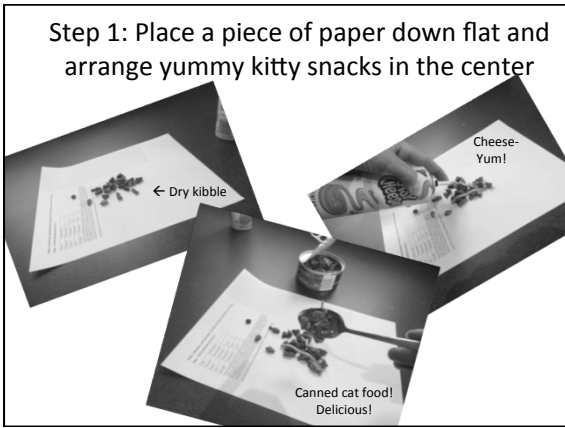 Step 1: Place a piece of paper down flat and
arrange yummy kitty snacks in the center
Cheese-
Yum!
← Dry kibble
Canned cat food!
Delicious!